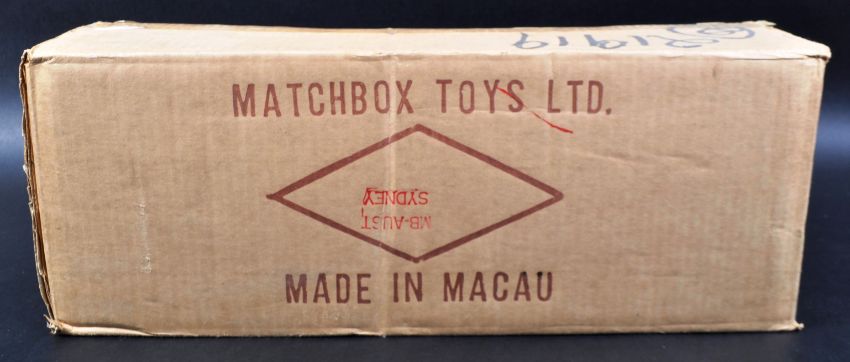 MATCHBOX TOYS LTD.
MB-AUST
SYDNEY
MADE IN MACAU